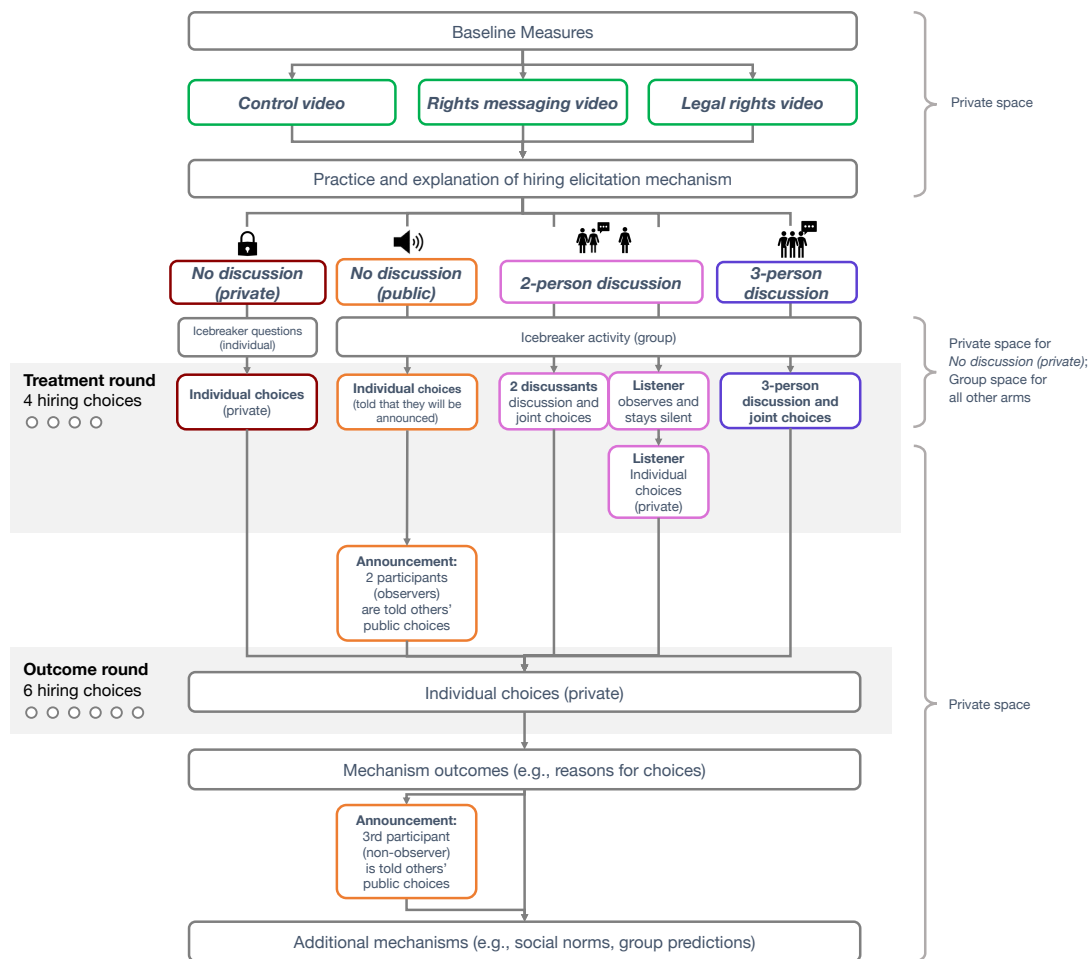 Baseline Measures
Control video
Rights messaging video
Legal rights video
Private space
Practice and explanation of hiring elicitation mechanism
No discussion
(private)
No discussion
(public)
2-person discussion
3-person
discussion
Icebreaker questions
(individual)
Icebreaker activity (group)
Private space for
No discussion (private);
Group space for
all other arms
Treatment round
4 hiring choices
Individual choices
(private)
Individual choices
(told that they will be
announced)
2 discussants
discussion and
joint choices
Listener
observes and
stays silent
3-person
discussion and
joint choices
Listener
Individual
choices
(private)
Announcement:
2 participants
(observers)
are told others'
public choices
Outcome round
6 hiring choices
Individual choices (private)
Private space
Mechanism outcomes (e.g., reasons for choices)
Announcement:
3rd participant
(non-observer)
is told others'
public choices
Additional mechanisms (e.g., social norms, group predictions)